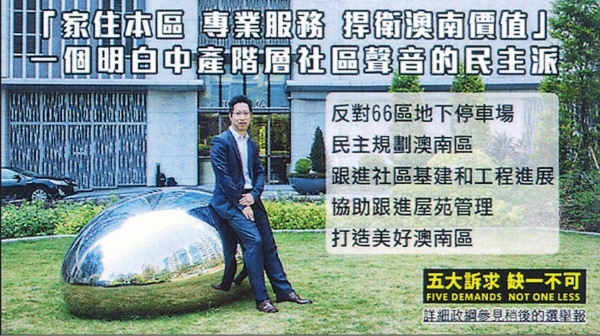 「家住本區 專業服務 捍衛澳南價值」
一個明白中產階層社區聲音的民主派
反對66區地下停車場
民主規劃澳南區
跟進社區基建和工程進展
協助跟進屋苑管理
打造美好澳南區
五大訴求 缺一不可
FIVE DEMANDS NOT ONE LESS
詳細政綱參見稍後的選舉報